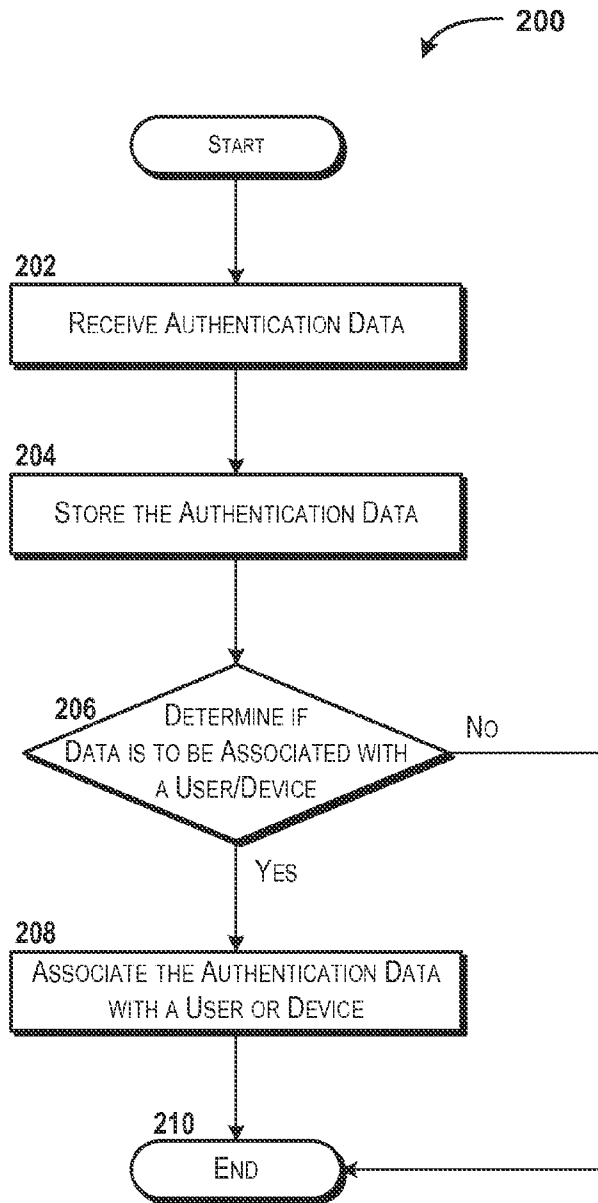 200
START
202
RECEIVE AUTHENTICATION DATA
204
STORE THE AUTHENTICATION DATA
206
DETERMINE IF
DATA IS TO BE ASSOCIATED WITH
A USER/DEVICE
NO
YES
208
ASSOCIATE THE AUTHENTICATION DATA
WITH A USER OR DEVICE
210
END